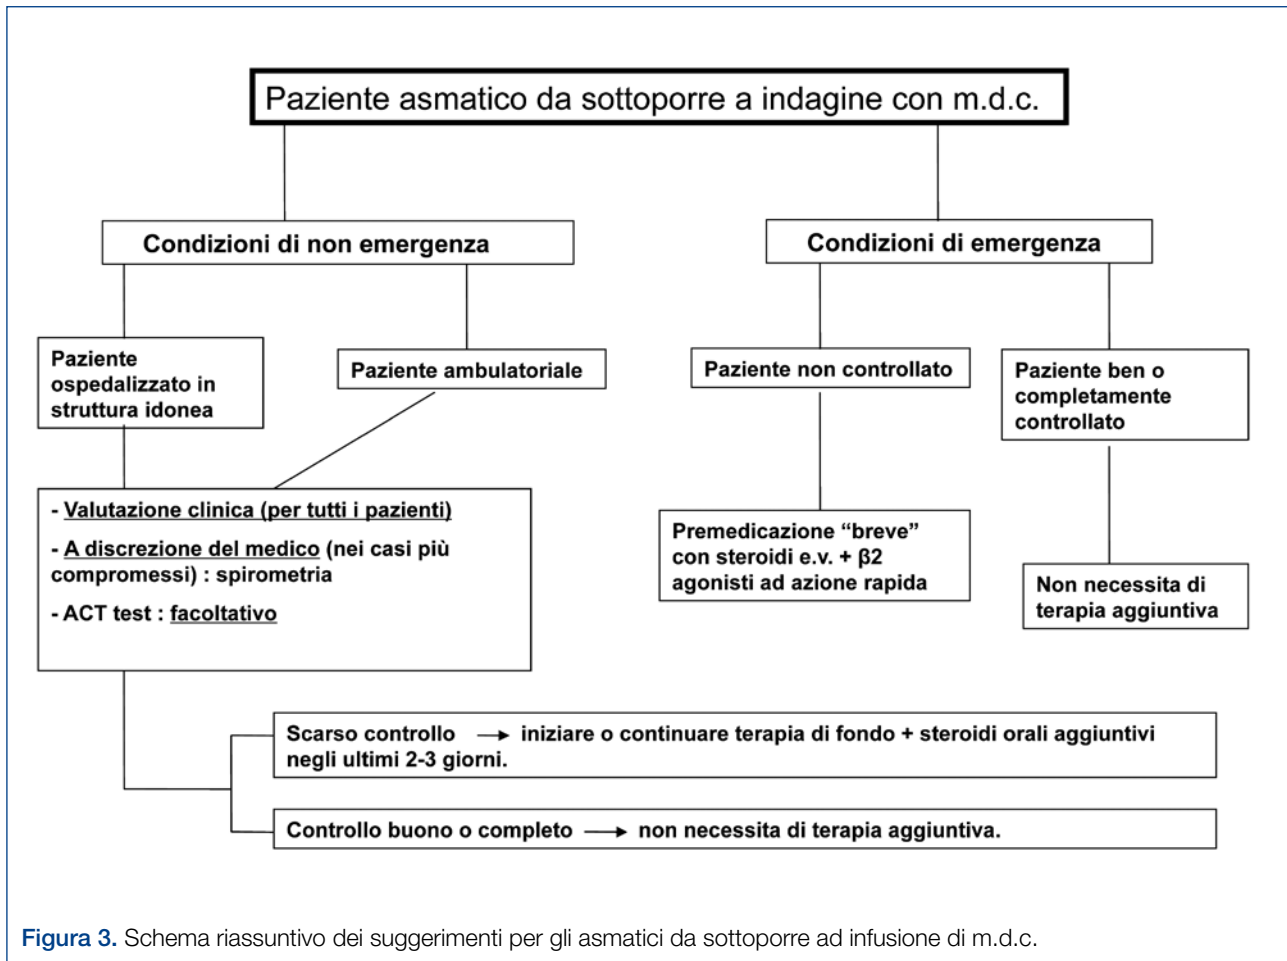 Paziente asmatico da sottoporre a indagine con m.d.c.
Condizioni di non emergenza
Condizioni di emergenza
Paziente
ospedalizzato in
struttura idonea
Paziente ambulatoriale
Paziente non controllato
Paziente ben o
completamente
controllato
- Valutazione clinica (per tutti i pazienti)
- A discrezione del medico (nei casi più
compromessi) : spirometria
- ACT test : facoltativo
Premedicazione “breve”
con steroidi e.v. + β2
agonisti ad azione rapida
Non necessita di
terapia aggiuntiva
Scarso controllo → iniziare o continuare terapia di fondo + steroidi orali aggiuntivi
negli ultimi 2-3 giorni.
Controllo buono o completo → non necessita di terapia aggiuntiva.
Figura 3. Schema riassuntivo dei suggerimenti per gli asmatici da sottoporre ad infusione di m.d.c.